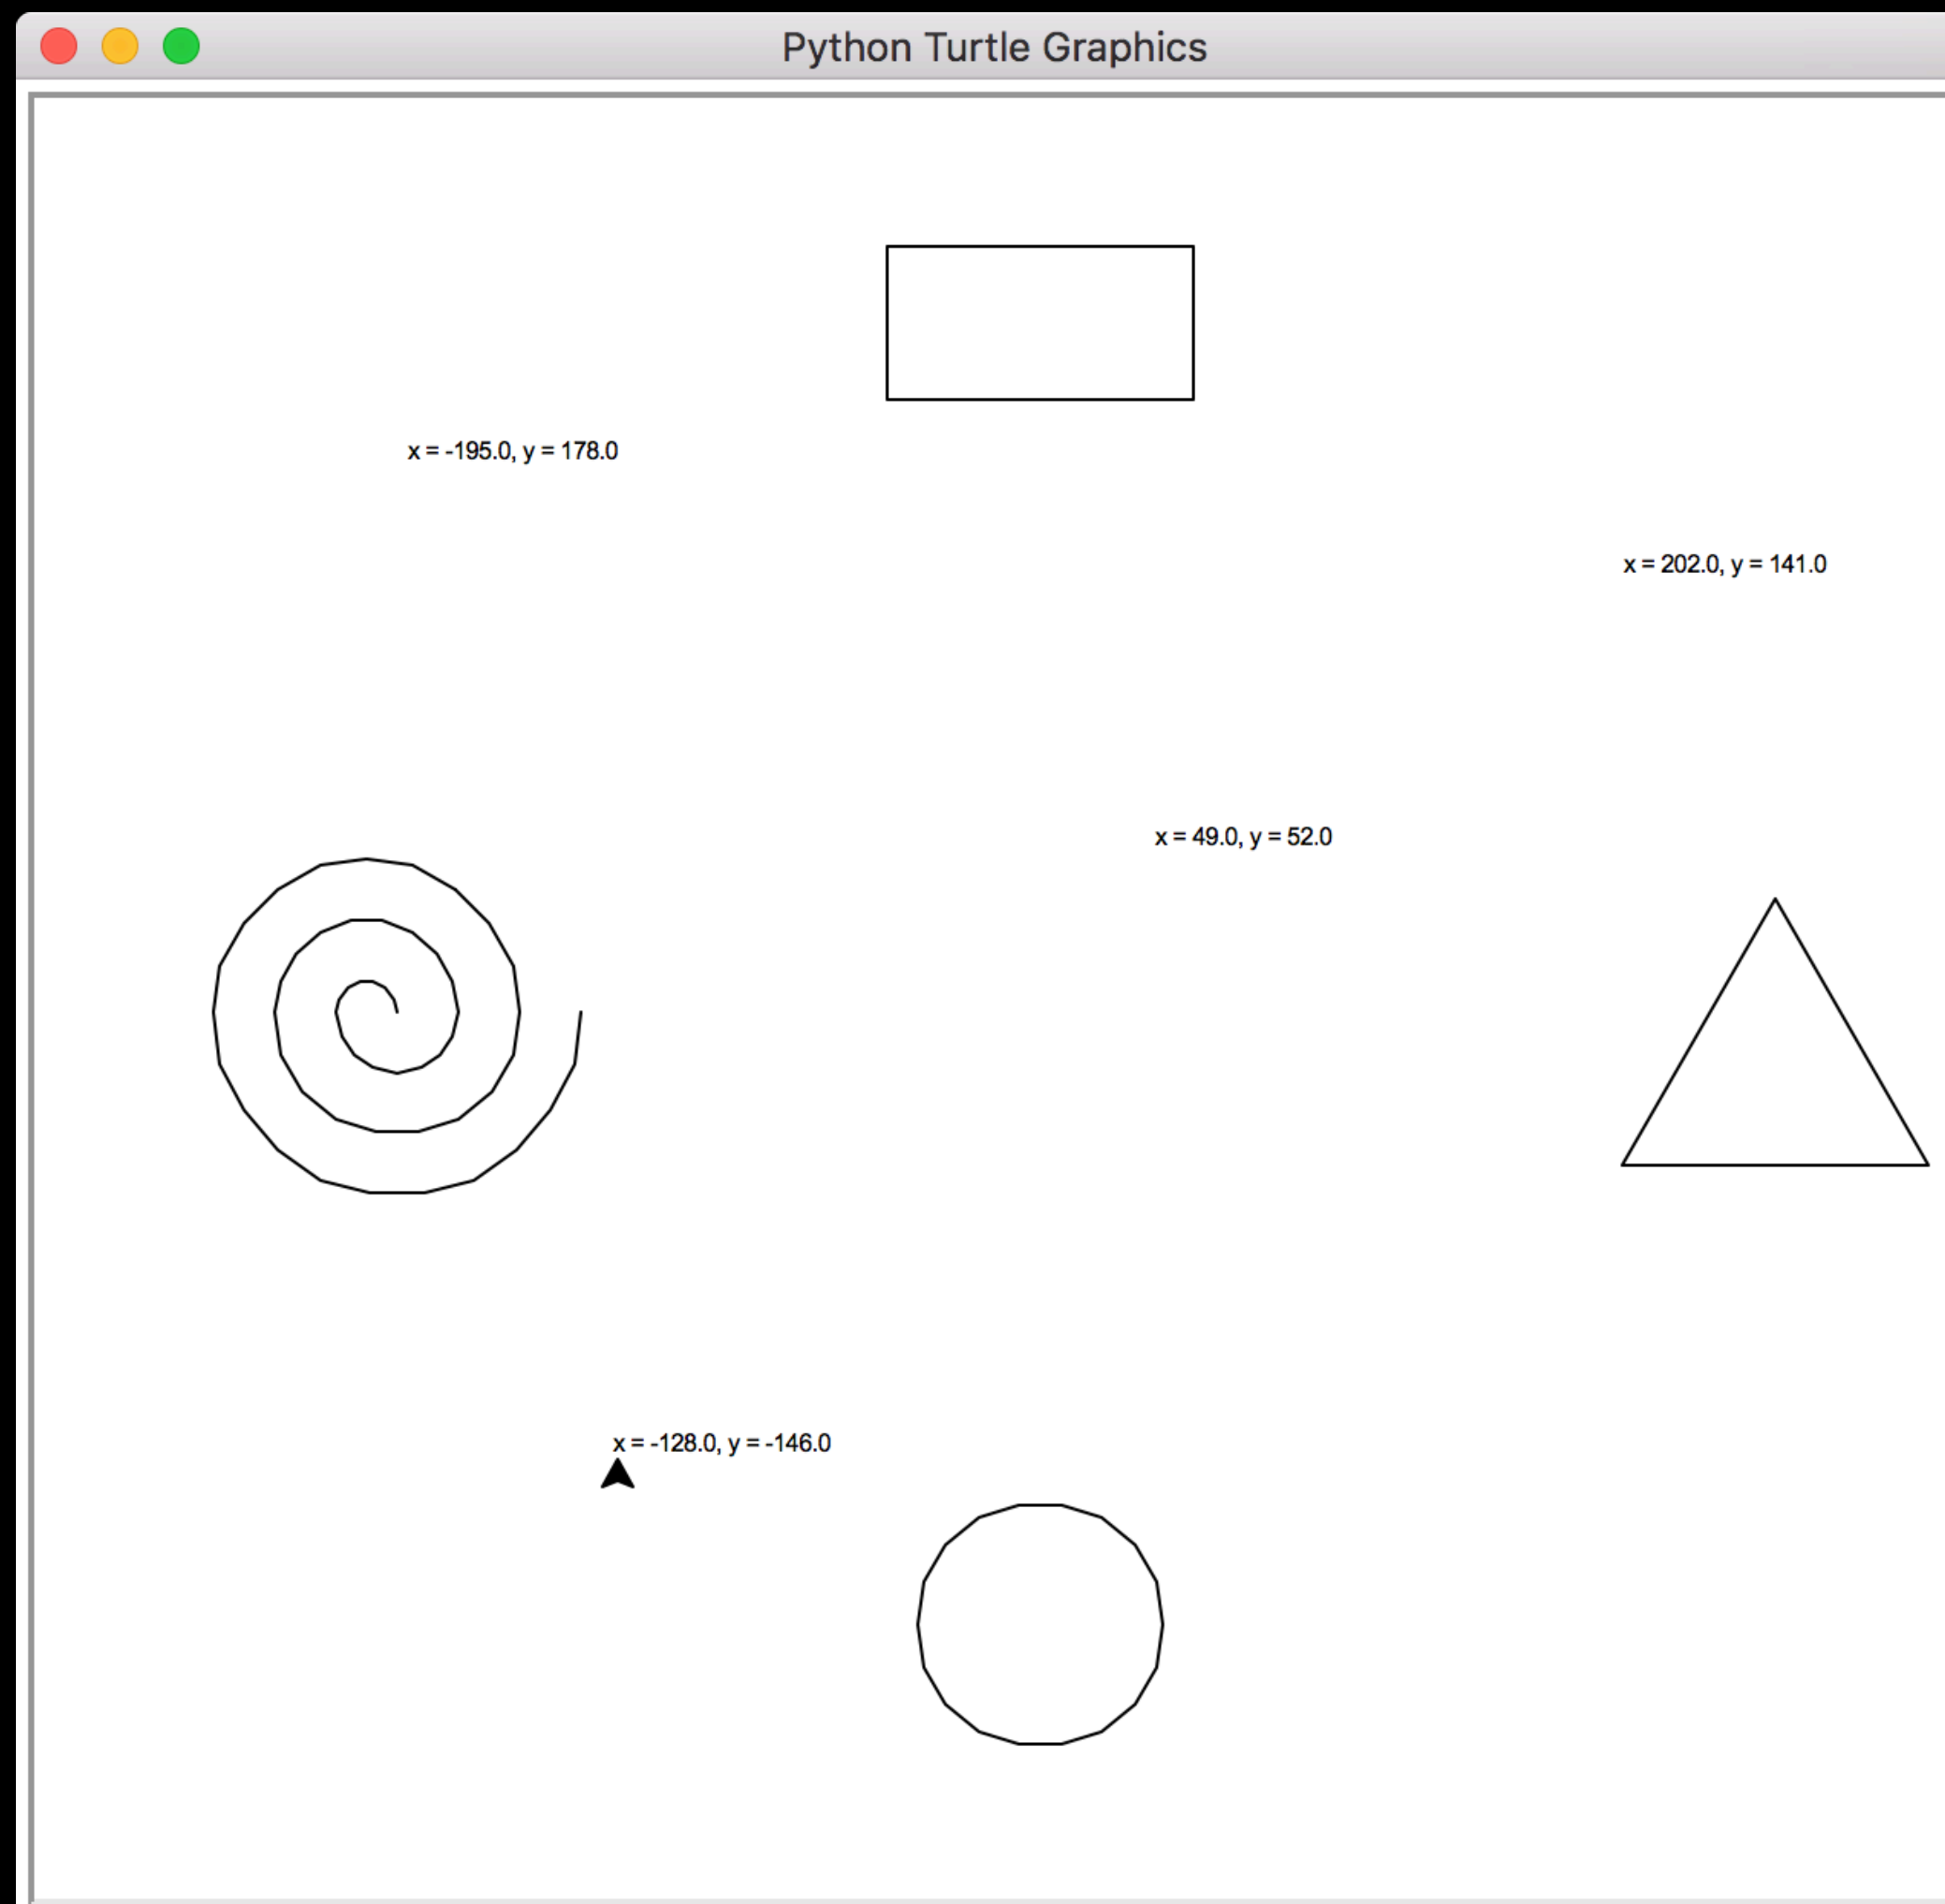 Python Turtle Graphics
x = -195.0, y = 178.0
x = 202.0, y = 141.0
x = 49.0, y = 52.0
x = -128.0, y = -146.0